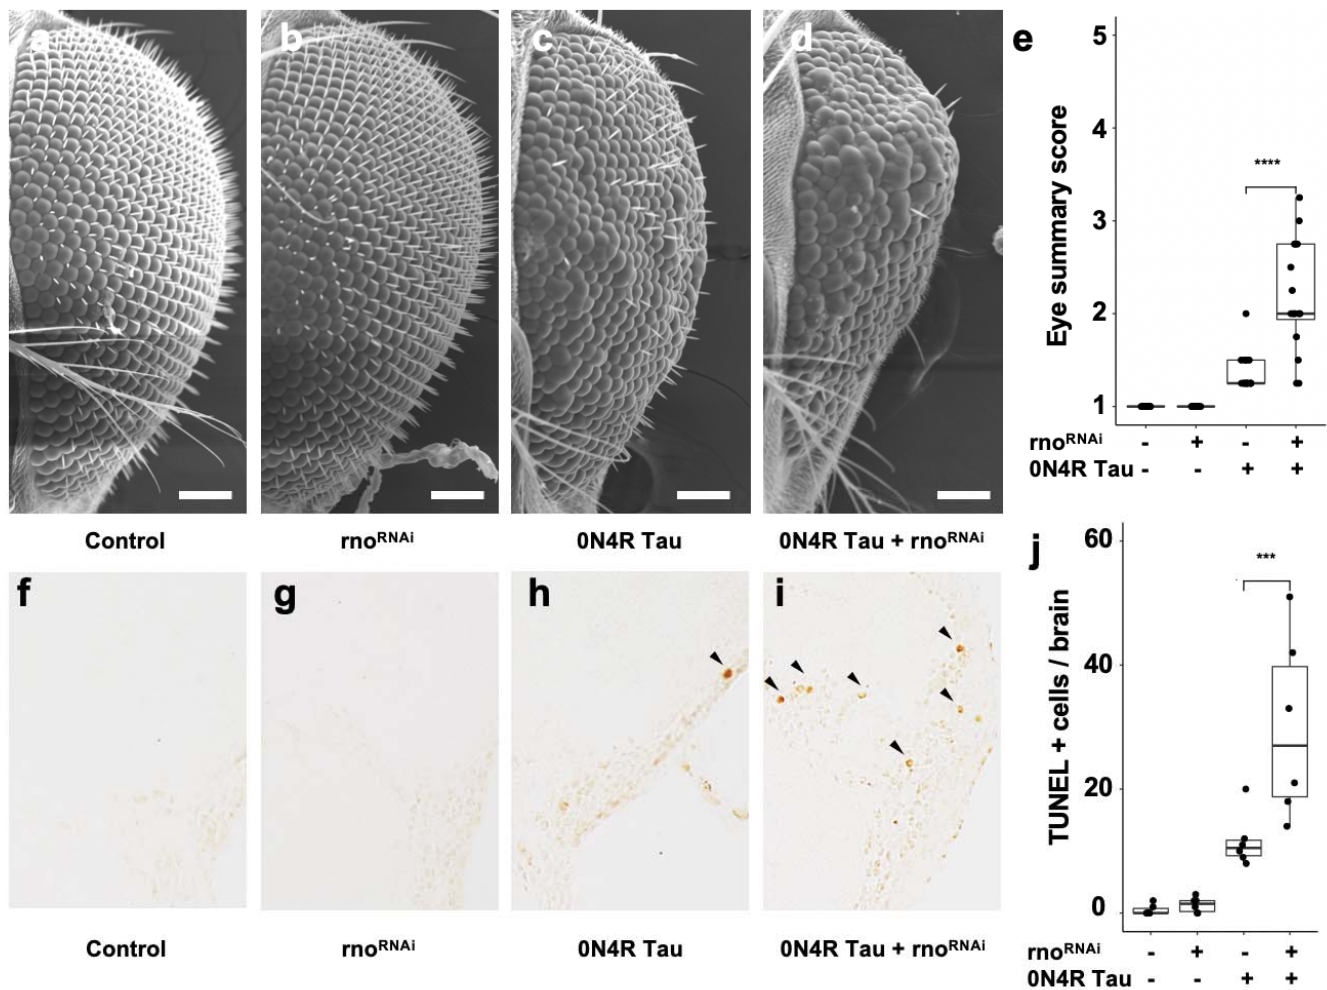 a
b
c
d
Control
rnoRNAi
0N4R Tau
0N4R Tau + rnoRNAi
e
Eye summary score
5
4
3
2
1
****
rnoRNAi - + - +
0N4R Tau - - + +
f
g
h
i
Control
rnoRNAi
0N4R Tau
0N4R Tau + rnoRNAi
j
TUNEL + cells / brain
60
40
20
0
***
rnoRNAi - + - +
0N4R Tau - - + +